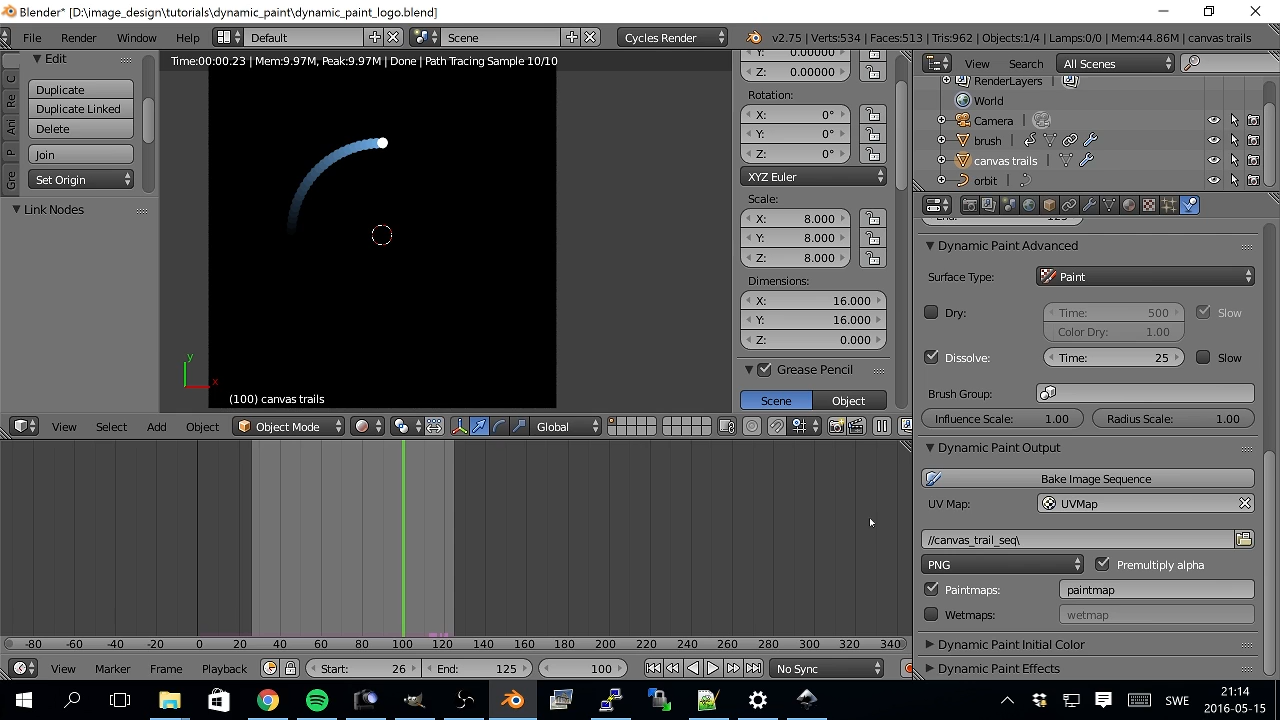 Blender* [D:\image_design\tutorials\dynamic_paint\dynamic_paint_logo.blend]
File Render Window Help Default Scene Cycles Render v2.75 | Verts:534 | Faces:513 | Tris:962 | Objects:1/4 | Lamps:0/0 | Mem:44.86M | canvas trails
Edit
Duplicate
Duplicate Linked
Delete
Join
Set Origin
Link Nodes
C
Re
Ani
P
Gre
Time:00:00.23 | Mem:9.97M, Peak:9.97M | Done | Path Tracing Sample 10/10
y
x
(100) canvas trails
Y: 0.00000
Z: 0.00000
Rotation:
X: 0°
Y: 0°
Z: 0°
XYZ Euler
Scale:
X: 8.000
Y: 8.000
Z: 8.000
Dimensions:
X: 16.000
Y: 16.000
Z: 0.000
Grease Pencil
Scene Object
View Search All Scenes
RenderLayers |
World
Camera |
brush |
canvas trails |
orbit |
End: 125
Dynamic Paint Advanced
Surface Type: Paint
Dry: Time: 500 Slow
Color Dry: 1.00
Dissolve: Time: 25 Slow
Brush Group:
Influence Scale: 1.00 Radius Scale: 1.00
Dynamic Paint Output
Bake Image Sequence
UV Map: UVMap
//canvas_trail_seq\
PNG Premultiply alpha
Paintmaps: paintmap
Wetmaps: wetmap
Dynamic Paint Initial Color
Dynamic Paint Effects
View Select Add Object Object Mode Global
-80 -60 -40 -20 0 20 40 60 80 100 120 140 160 180 200 220 240 260 280 300 320 340
View Marker Frame Playback Start: 26 End: 125 100 No Sync
SWE
21:14
2016-05-15